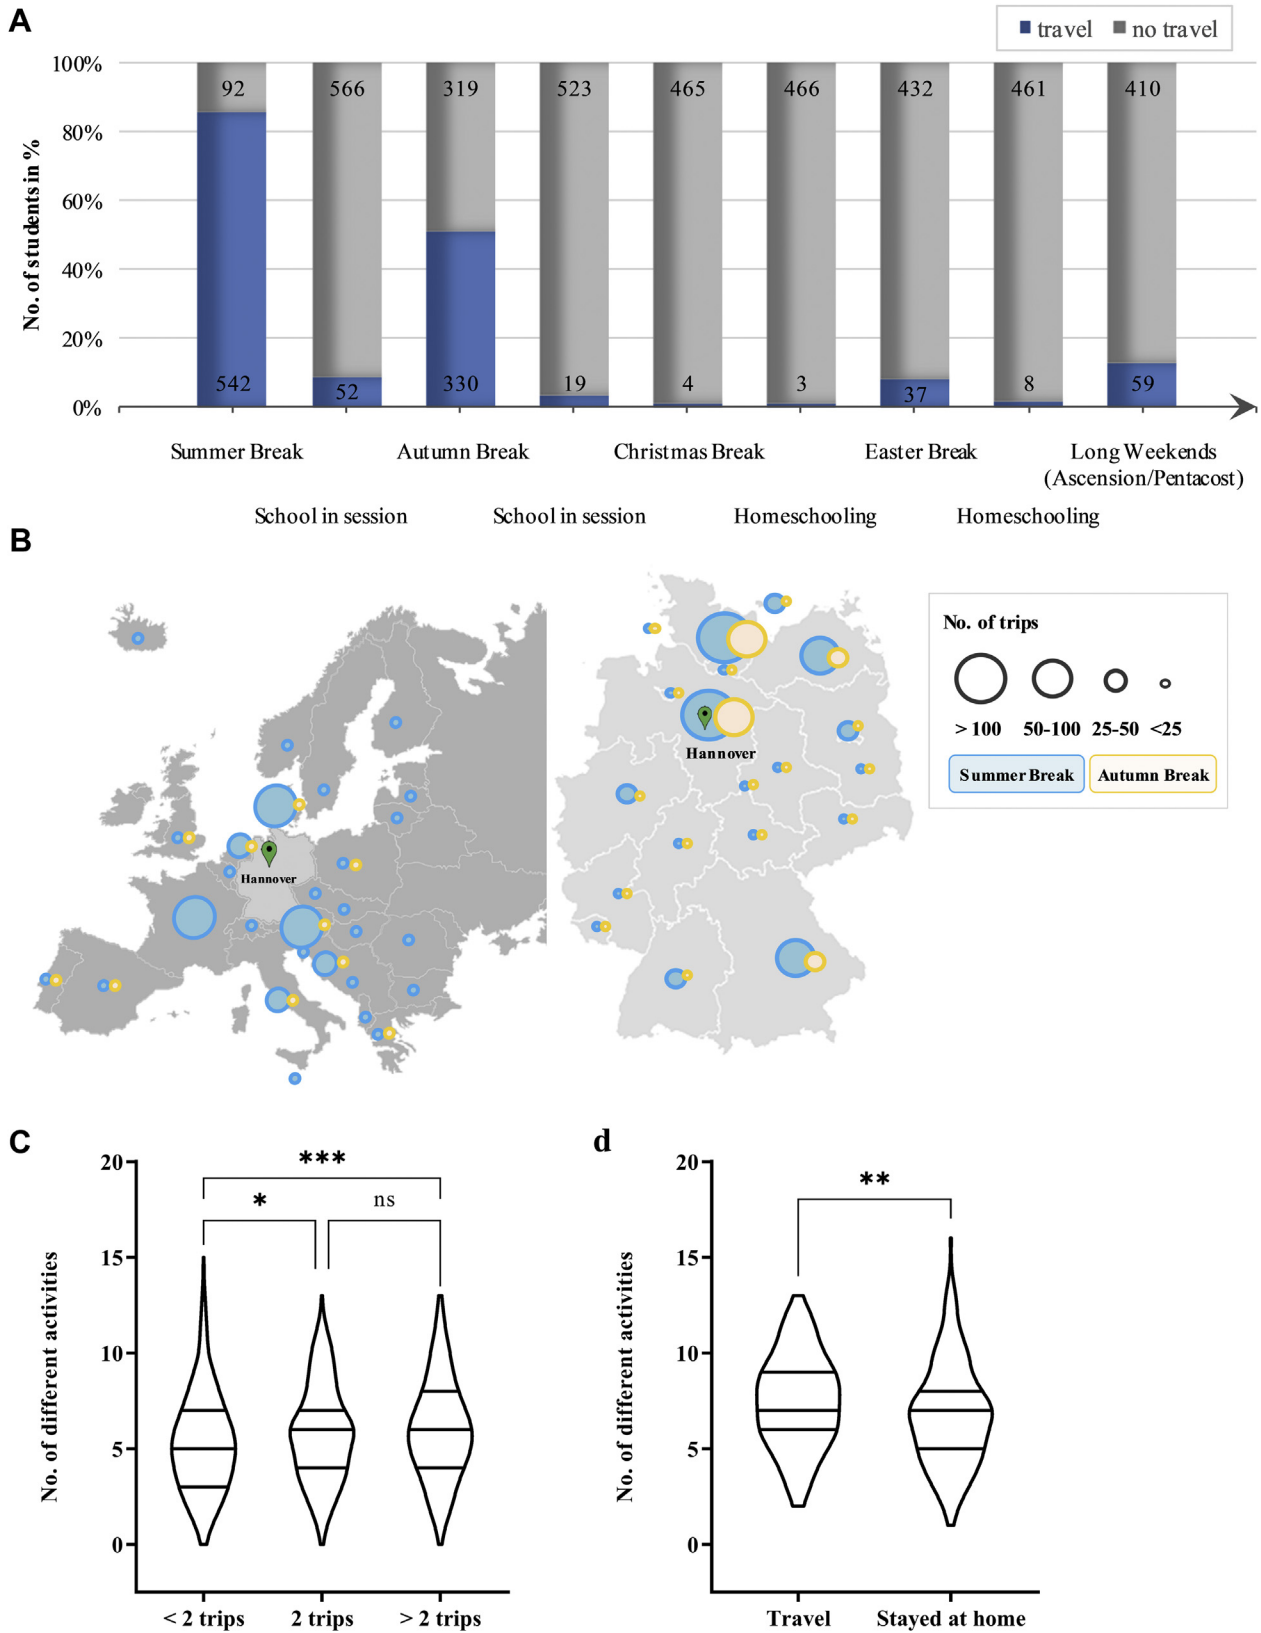 A
travel no travel
100%
80%
60%
40%
20%
0%
No. of students in %
92 566 319 523 465 466 432 461 410
542 52 330 19 4 3 37 8 59
Summer Break Autumn Break Christmas Break Easter Break Long Weekends
(Ascension/Pentacost)
School in session School in session Homeschooling Homeschooling
B
Hannover
Hannover
No. of trips
> 100 50-100 25-50 <25
Summer Break Autumn Break
C
No. of different activities
20
15
10
5
0
***
* ns
< 2 trips 2 trips > 2 trips
d
No. of different activities
20
15
10
5
0
**
Travel Stayed at home